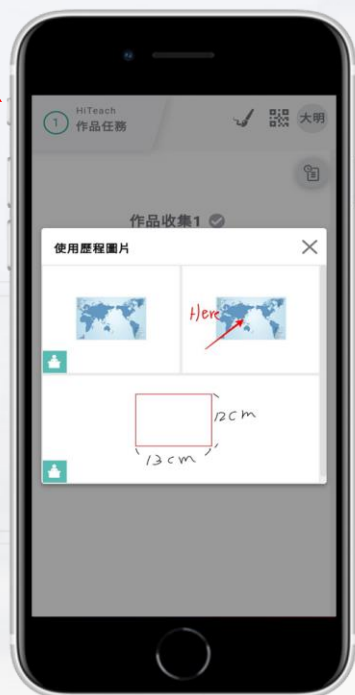 HiTeach
1 作品任務
大明
作品收集1
使用歷程圖片
Here
12cm
13cm